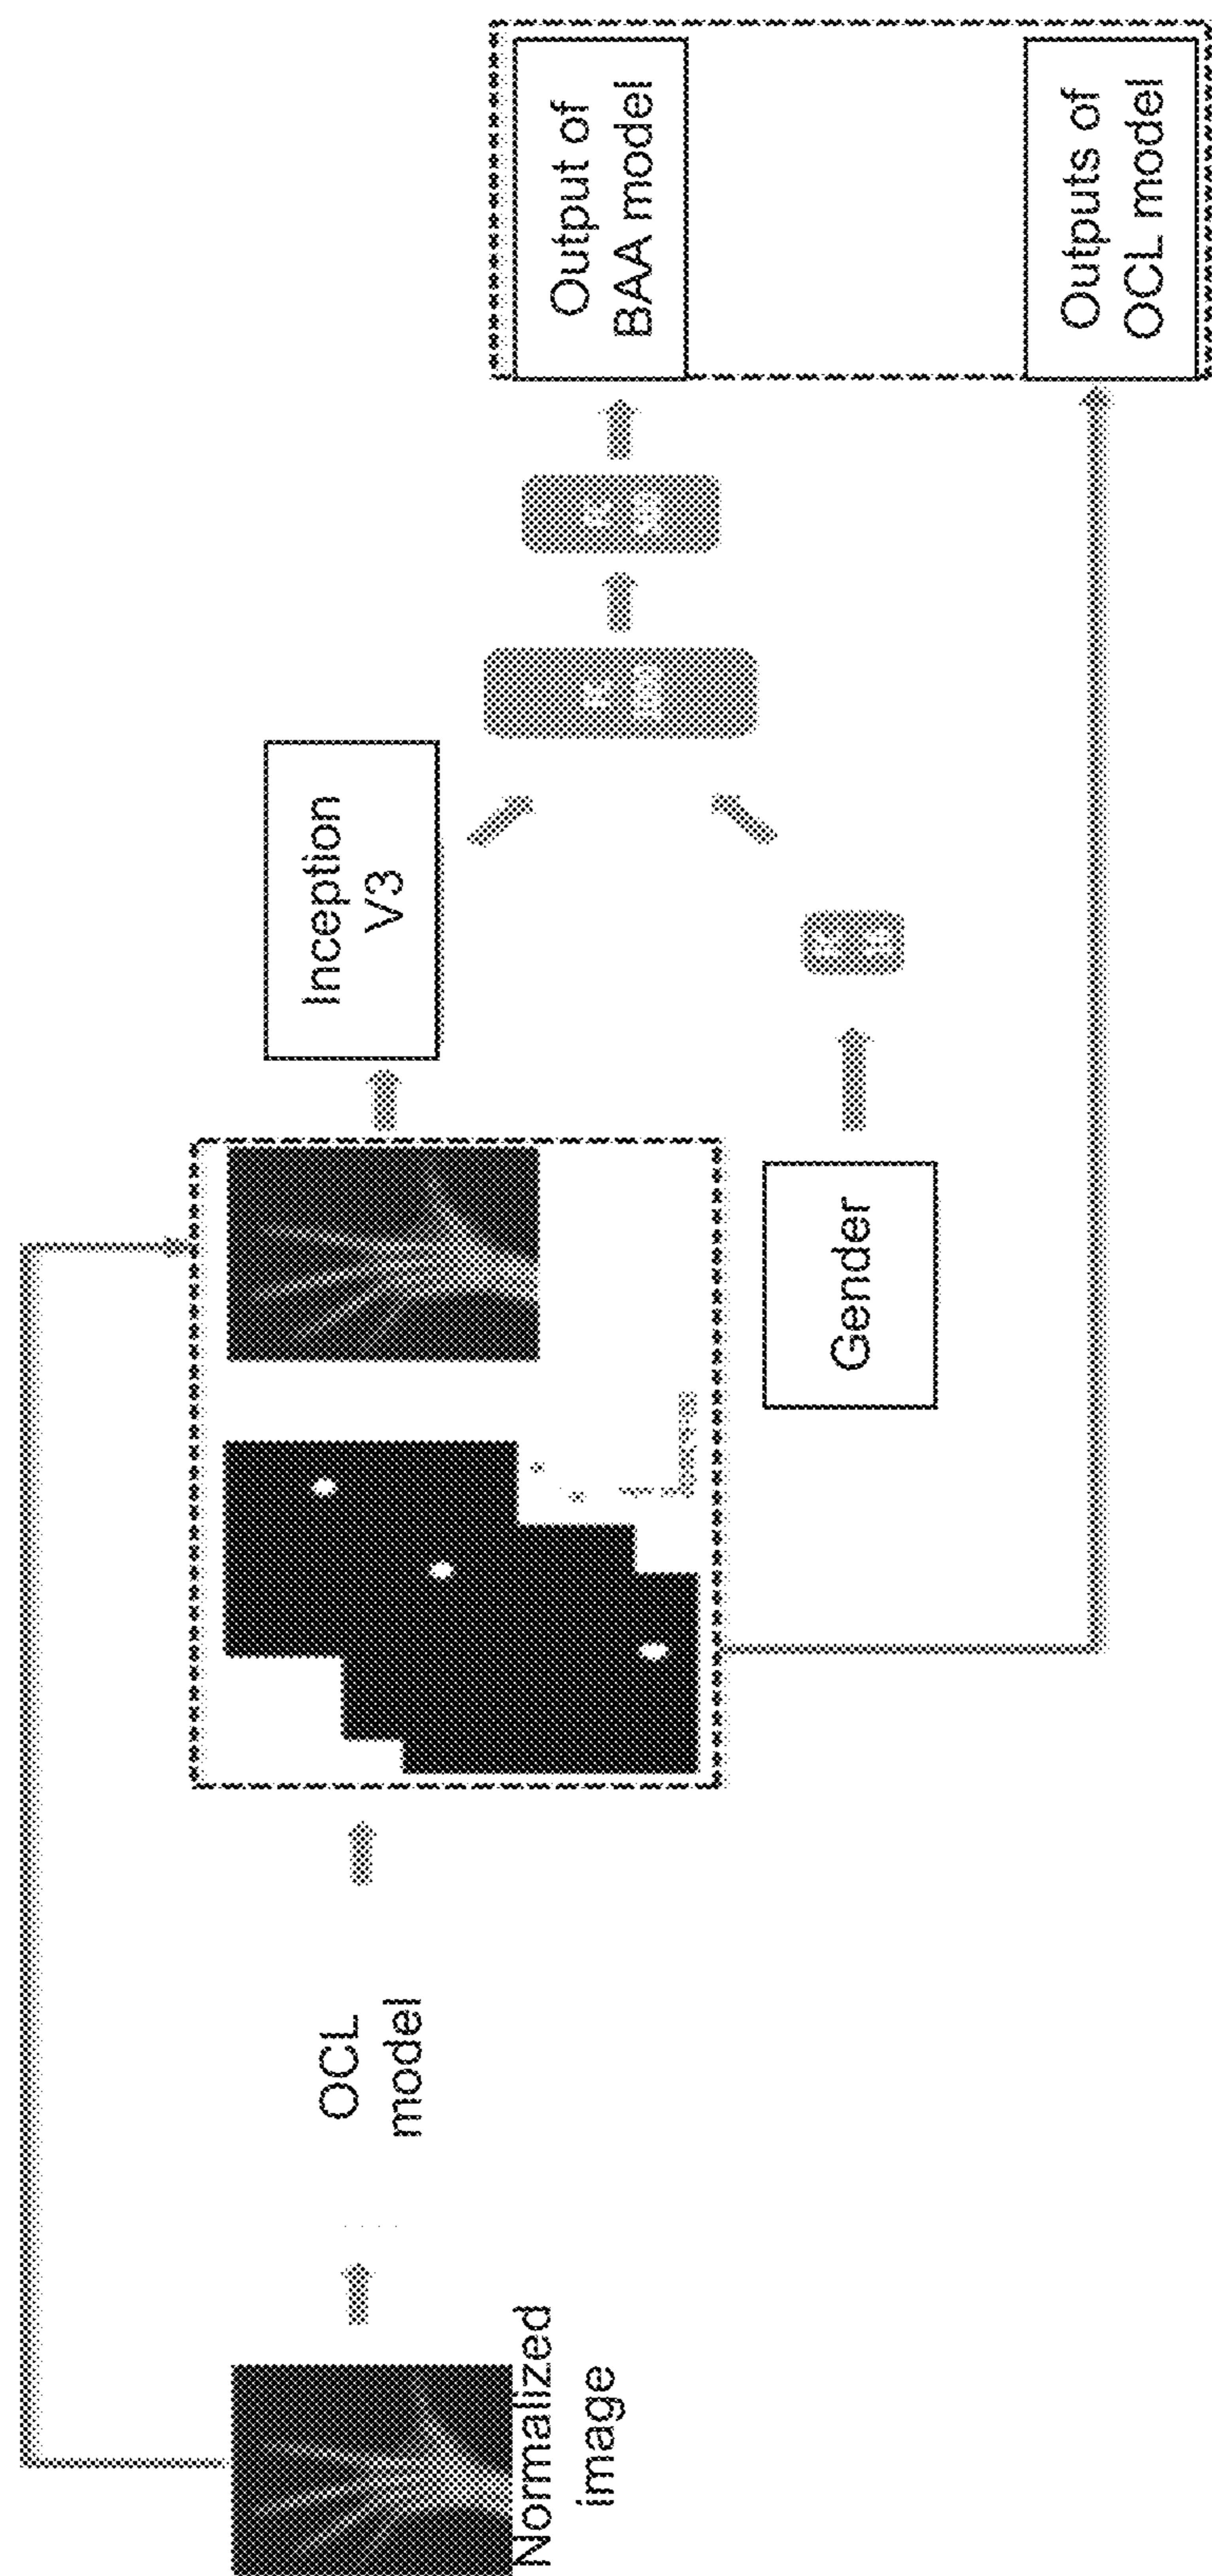 Normalized
image
OCL
model
Inception
V3
Gender
Output of
BAA model
Outputs of
OCL model